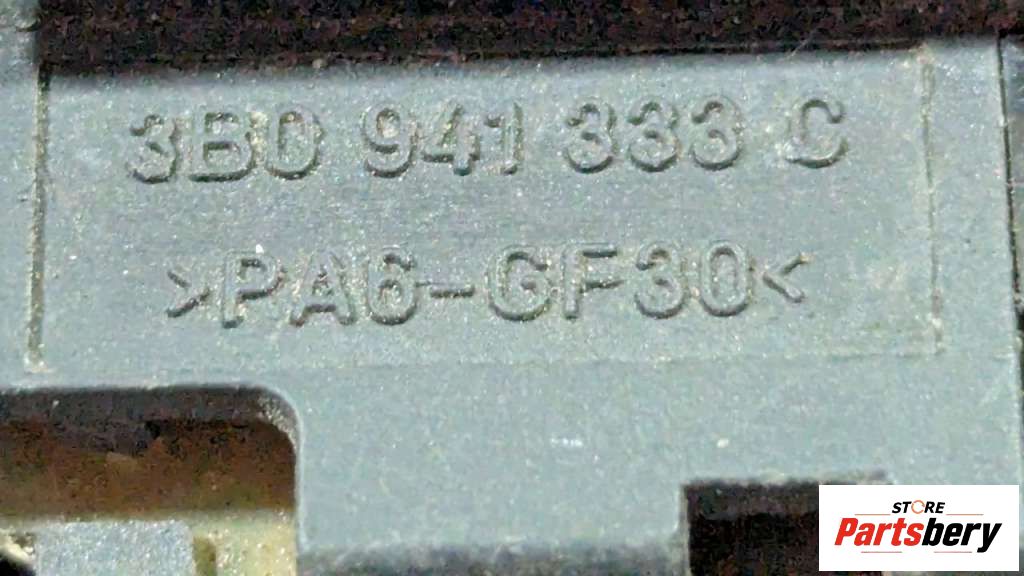 3B0 941 333 C
>PA6-GF30<
STORE
Partsbery